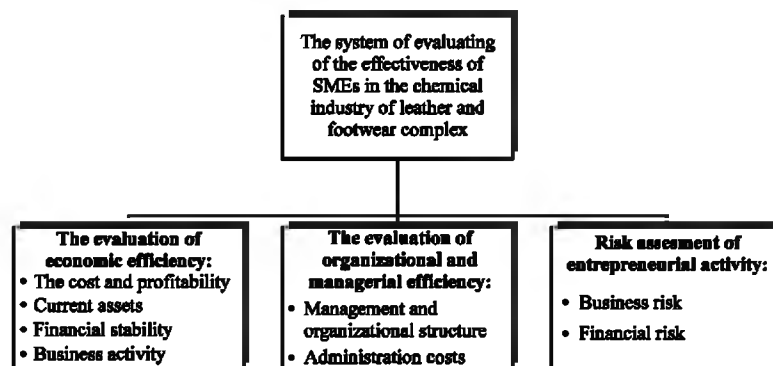 The system of evaluating
of the effectiveness of
SMEs in the chemical
industry of leather and
footwear complex
The evaluation of
economic efficiency:
• The cost and profitability
• Current assets
• Financial stability
• Business activity
The evaluation of
organizational and
managerial efficiency:
• Management and
organizational structure
• Administration costs
Risk assesment of
entrepreneurial activity:
• Business risk
• Financial risk